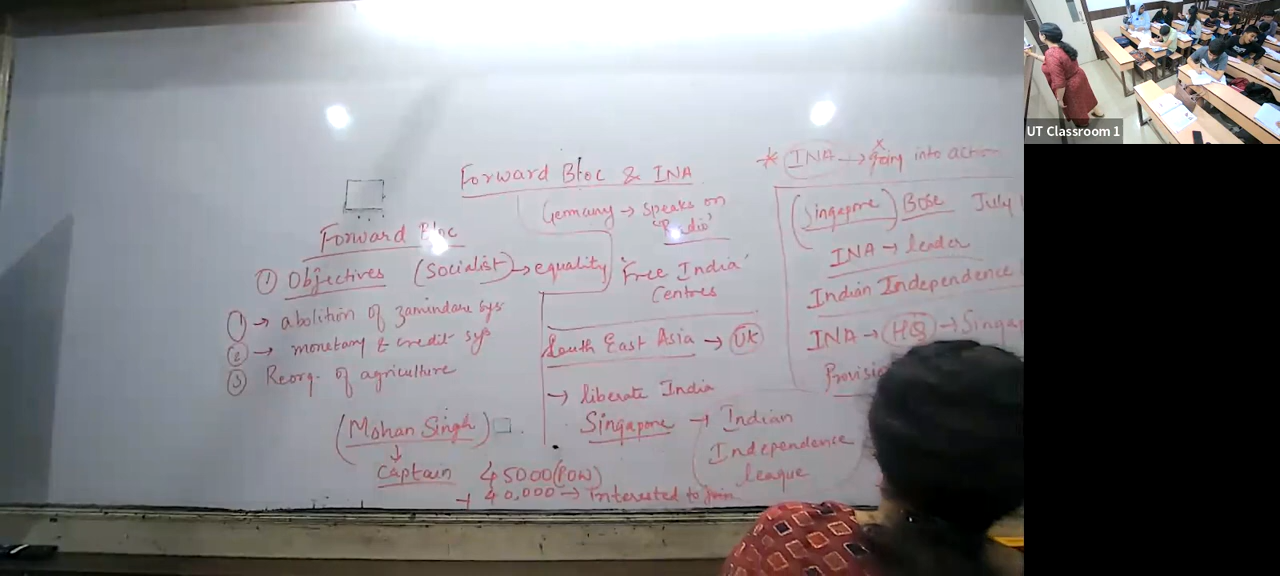 Forward Bloc & INA
Forward Bloc
① Objectives (Socialist) → equality
① → abolition of zamindari sys
② → monetary & credit sys
③ Reorg. of agriculture
(Mohan Singh)
↓
Captain 45000 (POW)
→ 40,000 → interested to join
Germany → speaks on
'Radio'
'Free India'
Centres
South East Asia → UK
→ liberate India
Singapore → Indian
Independence
league
* INA → going into action
x
(Singapore) Bose July
INA → leader
Indian Independence
INA → HQ →
UT Classroom 1